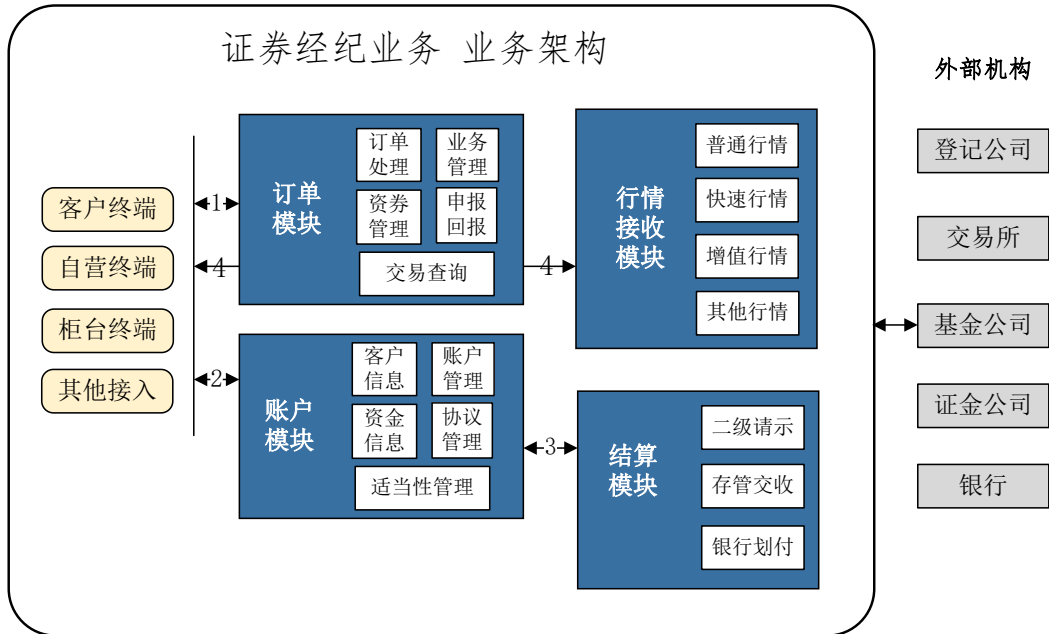 证券经纪业务 业务架构
外部机构
客户终端
自营终端
柜台终端
其他接入
1
4
2
订单
模块
订单
处理
业务
管理
资券
管理
申报
回报
交易查询
4
行情
接收
模块
普通行情
快速行情
增值行情
其他行情
账户
模块
客户
信息
账户
管理
资金
信息
协议
管理
适当性管理
3
结算
模块
二级请示
存管交收
银行划付
登记公司
交易所
基金公司
证金公司
银行